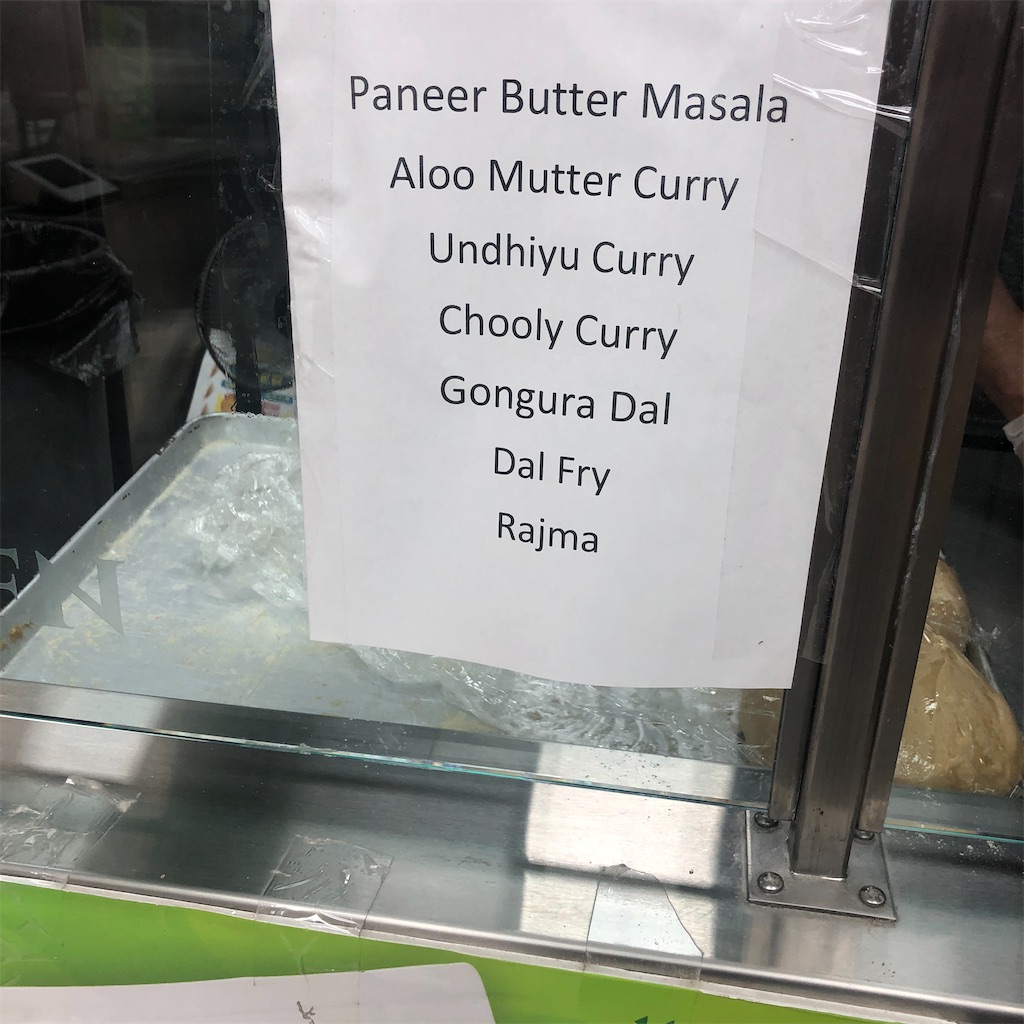 Paneer Butter Masala
Aloo Mutter Curry
Undhiyu Curry
Chooly Curry
Gongura Dal
Dal Fry
Rajma